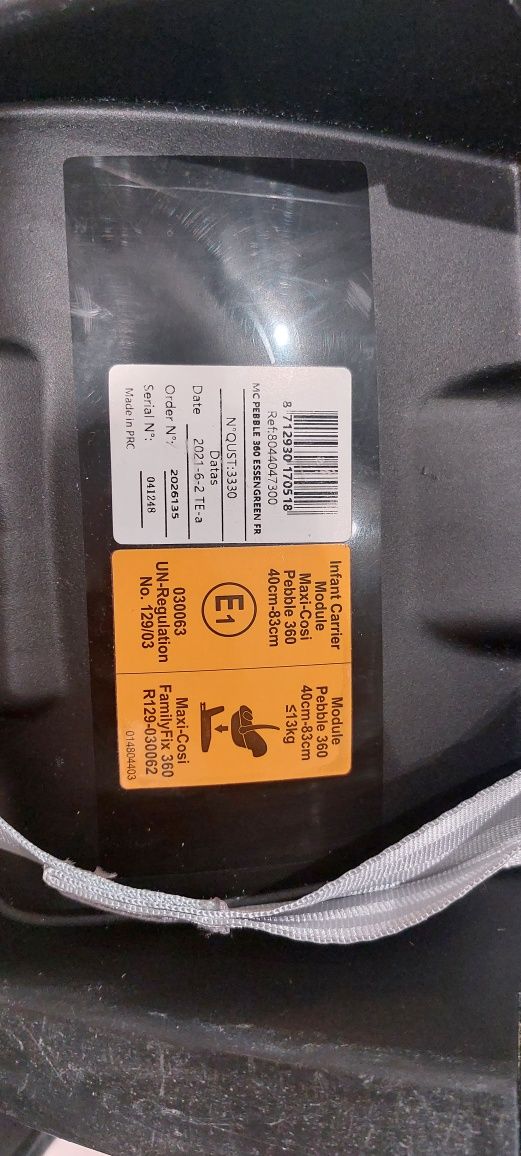 8 712930 170518
Ref:8044047300
MC PEBBLE 360 ESSEN GREEN FR
N°QUST:3330
Datas
Date 2021-6-2 TE-a
Order N°: 2026135
Serial N°: 041248
Made in PRC
Infant Carrier
Module
Maxi-Cosi
Pebble 360
40cm-83cm
E1
030063
UN-Regulation
No. 129/03
Module
Pebble 360
40cm-83cm
≤13kg
Maxi-Cosi
FamilyFix 360
R129-030062
014804403